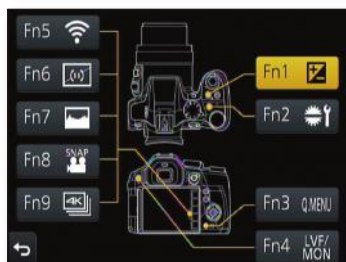 Fn5
Fn6
Fn7
Fn8 SNAP
Fn9 4K
Fn1
Fn2
Fn3 Q.MENU
Fn4 LVF/
MON